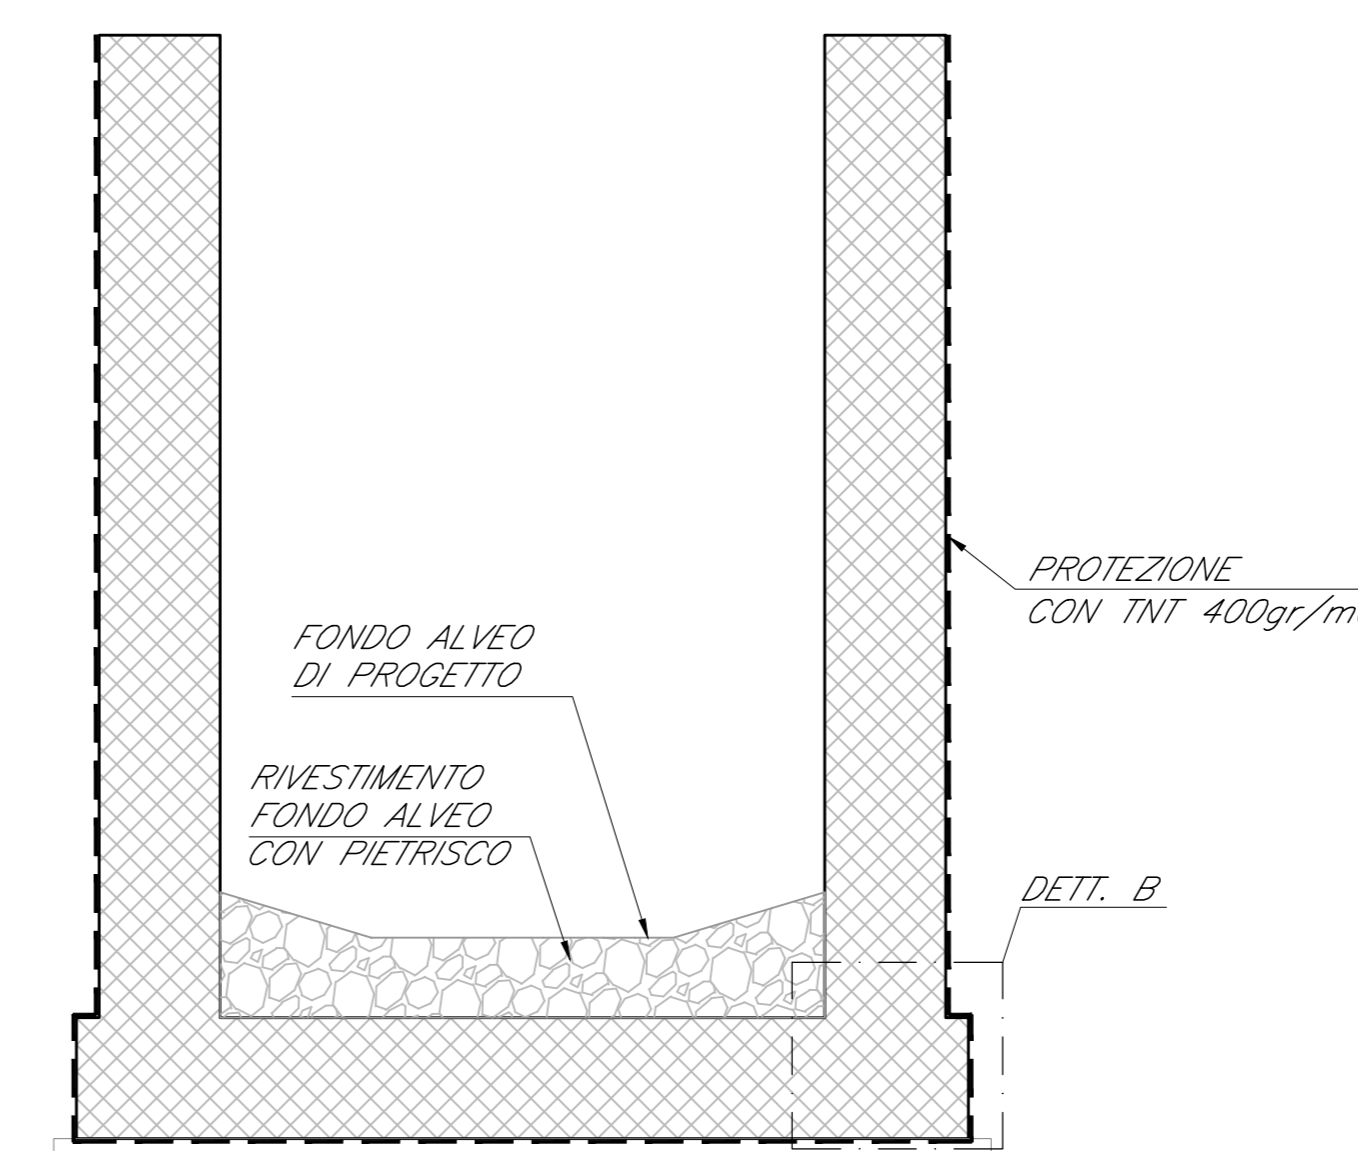 PROTEZIONE
CON TNT 400gr/m
FONDO ALVEO
DI PROGETTO
RIVESTIMENTO
FONDO ALVEO
CON PIETRISCO
DETT. B